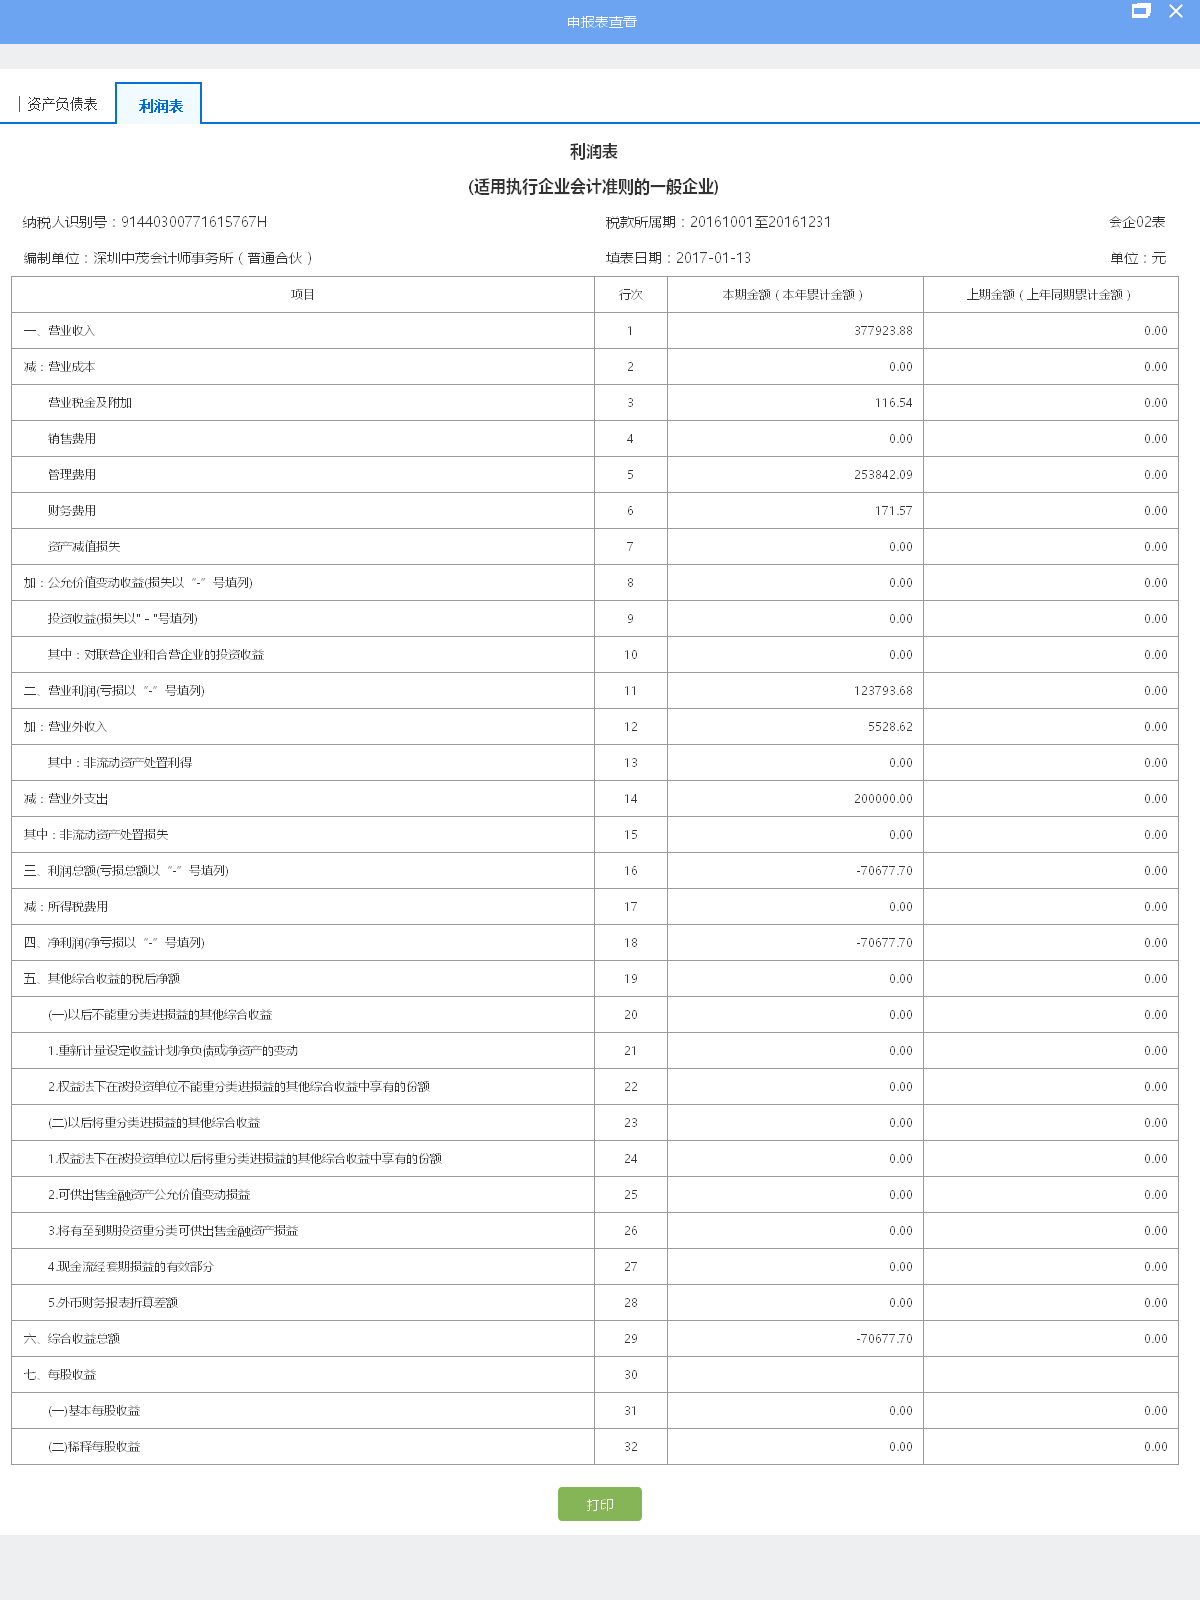 申报表查看
资产负债表 利润表
利润表
(适用执行企业会计准则的一般企业)
纳税人识别号：91440300771615767H 税款所属期：20161001至20161231 会企02表
编制单位：深圳中茂会计师事务所（普通合伙） 填表日期：2017-01-13 单位：元
项目 行次 本期金额（本年累计金额） 上期金额（上年同期累计金额）
一、营业收入 1 377923.88 0.00
减：营业成本 2 0.00 0.00
营业税金及附加 3 116.54 0.00
销售费用 4 0.00 0.00
管理费用 5 253842.09 0.00
财务费用 6 171.57 0.00
资产减值损失 7 0.00 0.00
加：公允价值变动收益(损失以“-”号填列) 8 0.00 0.00
投资收益(损失以"－"号填列) 9 0.00 0.00
其中：对联营企业和合营企业的投资收益 10 0.00 0.00
二、营业利润(亏损以“-”号填列) 11 123793.68 0.00
加：营业外收入 12 5528.62 0.00
其中：非流动资产处置利得 13 0.00 0.00
减：营业外支出 14 200000.00 0.00
其中：非流动资产处置损失 15 0.00 0.00
三、利润总额(亏损总额以“-”号填列) 16 -70677.70 0.00
减：所得税费用 17 0.00 0.00
四、净利润(净亏损以“-”号填列) 18 -70677.70 0.00
五、其他综合收益的税后净额 19 0.00 0.00
(一)以后不能重分类进损益的其他综合收益 20 0.00 0.00
1.重新计量设定收益计划净负债或净资产的变动 21 0.00 0.00
2.权益法下在被投资单位不能重分类进损益的其他综合收益中享有的份额 22 0.00 0.00
(二)以后将重分类进损益的其他综合收益 23 0.00 0.00
1.权益法下在被投资单位以后将重分类进损益的其他综合收益中享有的份额 24 0.00 0.00
2.可供出售金融资产公允价值变动损益 25 0.00 0.00
3.将有至到期投资重分类可供出售金融资产损益 26 0.00 0.00
4.现金流经套期损益的有效部分 27 0.00 0.00
5.外币财务报表折算差额 28 0.00 0.00
六、综合收益总额 29 -70677.70 0.00
七、每股收益 30
(一)基本每股收益 31 0.00 0.00
(二)稀释每股收益 32 0.00 0.00
打印